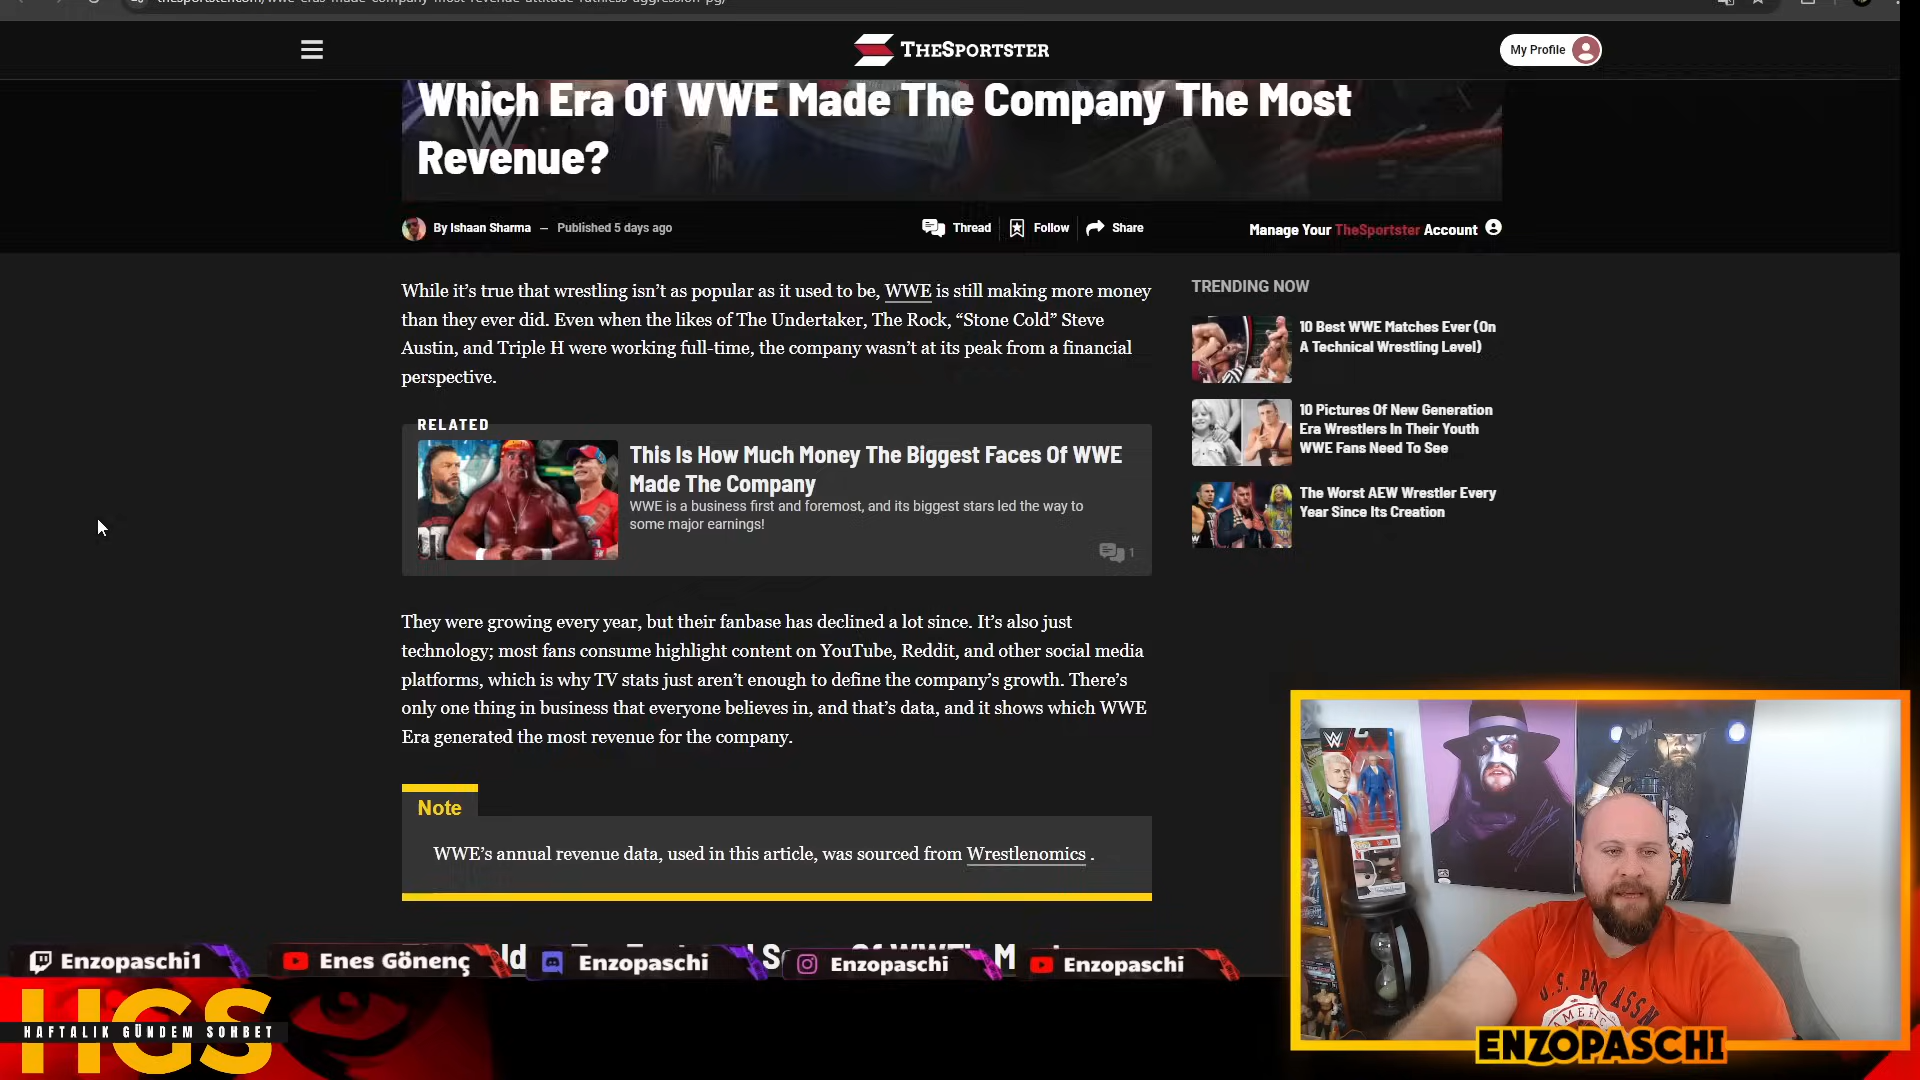 THESPORTSTER
My Profile
Which Era Of WWE Made The Company The Most
Revenue?
By Ishaan Sharma — Published 5 days ago
Thread
Follow
Share
Manage Your TheSportster Account
While it's true that wrestling isn't as popular as it used to be, WWE is still making more money
than they ever did. Even when the likes of The Undertaker, The Rock, “Stone Cold” Steve
Austin, and Triple H were working full-time, the company wasn't at its peak from a financial
perspective.
RELATED
This Is How Much Money The Biggest Faces Of WWE
Made The Company
WWE is a business first and foremost, and its biggest stars led the way to
some major earnings!
1
They were growing every year, but their fanbase has declined a lot since. It's also just
technology; most fans consume highlight content on YouTube, Reddit, and other social media
platforms, which is why TV stats just aren't enough to define the company's growth. There's
only one thing in business that everyone believes in, and that's data, and it shows which WWE
Era generated the most revenue for the company.
Note
WWE's annual revenue data, used in this article, was sourced from Wrestlenomics .
TRENDING NOW
10 Best WWE Matches Ever (On
A Technical Wrestling Level)
10 Pictures Of New Generation
Era Wrestlers In Their Youth
WWE Fans Need To See
The Worst AEW Wrestler Every
Year Since Its Creation
Enzopaschi1
Enes Gönenç
Enzopaschi
Enzopaschi
Enzopaschi
HGS
HAFTALIK GÜNDEM SOHBET
ENZOPASCHI